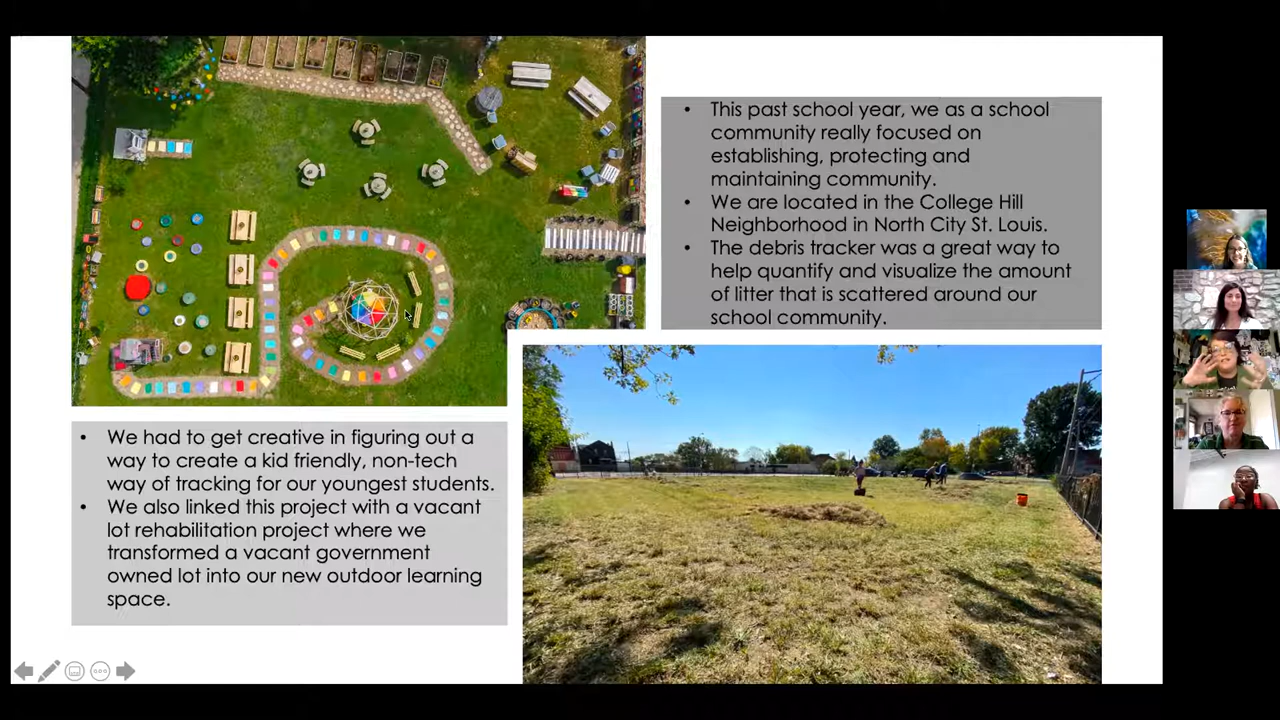 • This past school year, we as a school
community really focused on
establishing, protecting and
maintaining community.
• We are located in the College Hill
Neighborhood in North City St. Louis.
• The debris tracker was a great way to
help quantify and visualize the amount
of litter that is scattered around our
school community.
• We had to get creative in figuring out a
way to create a kid friendly, non-tech
way of tracking for our youngest students.
• We also linked this project with a vacant
lot rehabilitation project where we
transformed a vacant government
owned lot into our new outdoor learning
space.